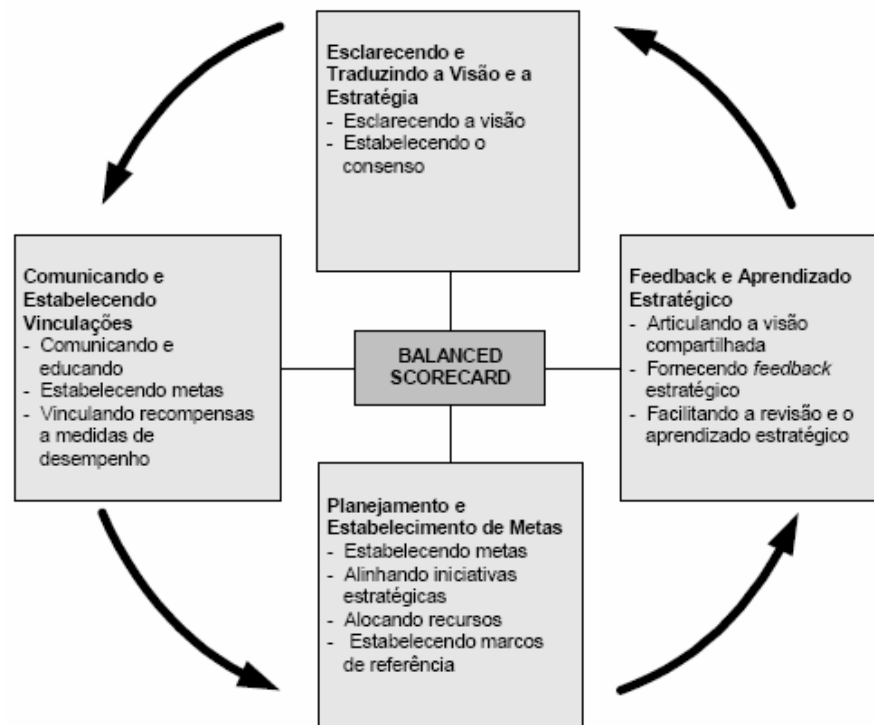 Esclarecendo e
Traduzindo a Visão e a
Estratégia
- Esclarecendo a visão
- Estabelecendo o
consenso
Comunicando e
Estabelecendo
Vinculações
- Comunicando e
educando
- Estabelecendo metas
- Vinculando recompensas
a medidas de
desempenho
BALANCED
SCORECARD
Feedback e Aprendizado
Estratégico
- Articulando a visão
compartilhada
- Fornecendo feedback
estratégico
- Facilitando a revisão e o
aprendizado estratégico
Planejamento e
Estabelecimento de Metas
- Estabelecendo metas
- Alinhando iniciativas
estratégicas
- Alocando recursos
- Estabelecendo marcos
de referência